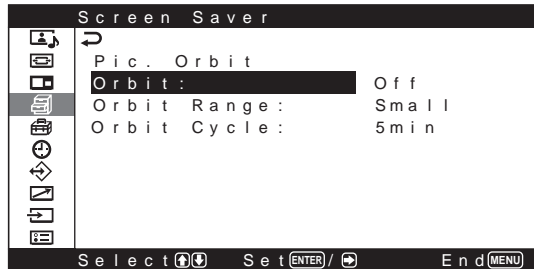 Screen Saver
Pic. Orbit
Orbit: Off
Orbit Range: Small
Orbit Cycle: 5min
Select Set ENTER / End MENU